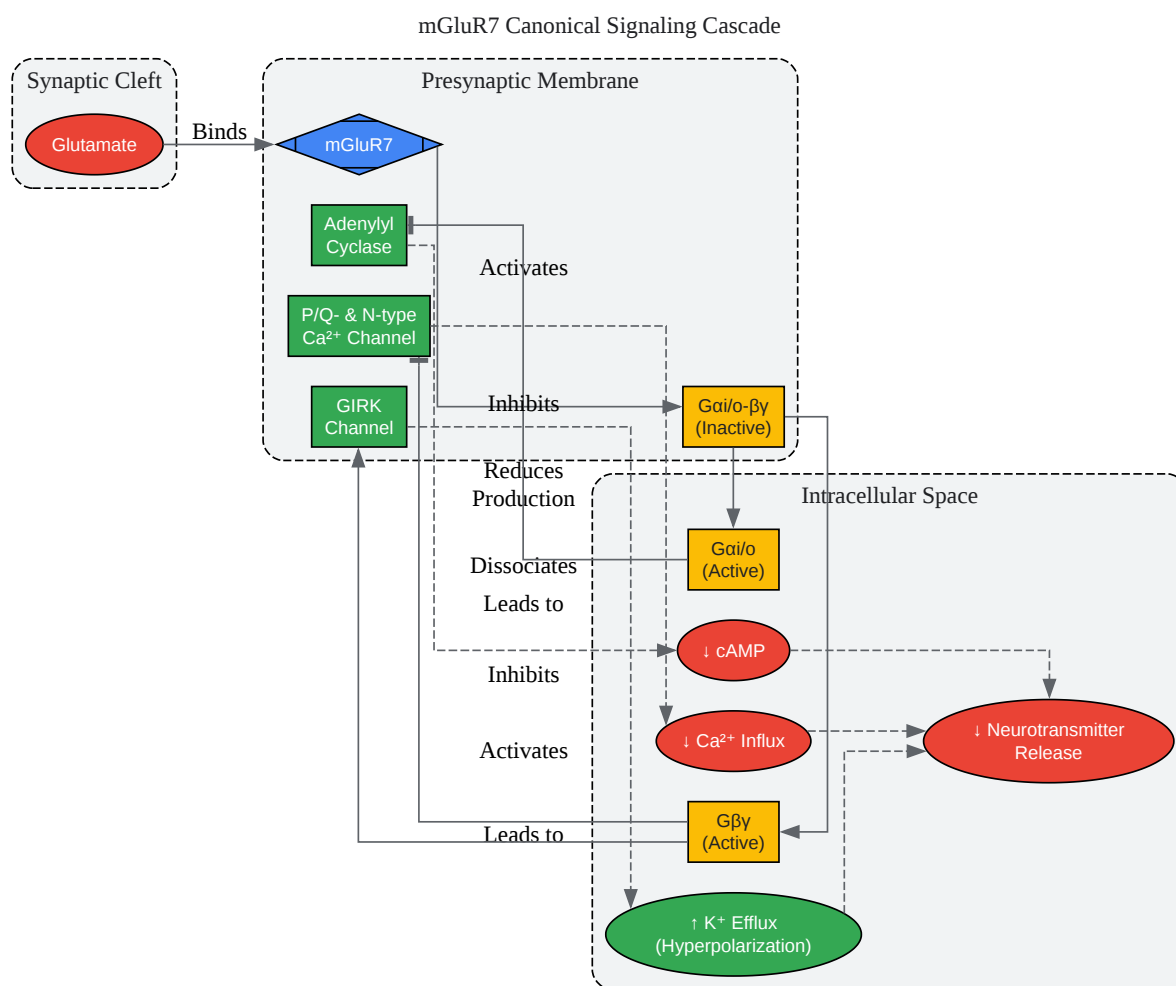 mGluR7 Canonical Signaling Cascade
Synaptic Cleft
Presynaptic Membrane
Glutamate
Binds
mGluR7
Adenylyl
Cyclase
Activates
P/Q- & N-type
Ca²⁺ Channel
GIRK
Channel
Inhibits
Gαi/o-βγ
(Inactive)
Reduces
Production
Intracellular Space
Gαi/o
(Active)
Dissociates
Leads to
↓ cAMP
Inhibits
↓ Ca²⁺ Influx
↓ Neurotransmitter
Release
Activates
Gβγ
(Active)
Leads to
↑ K⁺ Efflux
(Hyperpolarization)